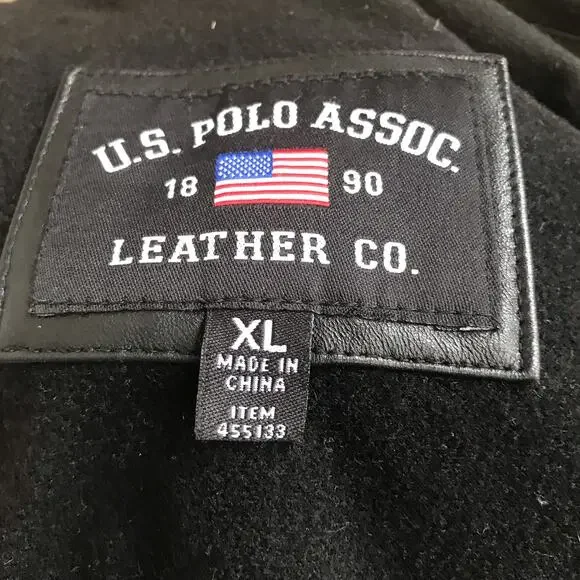 U.S. POLO ASSOC.
18 90
LEATHER CO.
XL
MADE IN
CHINA
ITEM
455133